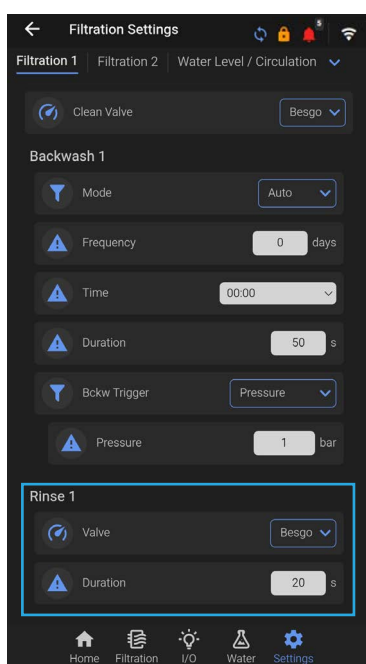 Filtration Settings
5
Filtration 1 Filtration 2 Water Level / Circulation
Clean Valve Besgo
Backwash 1
Mode Auto
Frequency 0 days
Time 00:00
Duration 50 s
Bckw Trigger Pressure
Pressure 1 bar
Rinse 1
Valve Besgo
Duration 20 s
Home Filtration I/O Water Settings